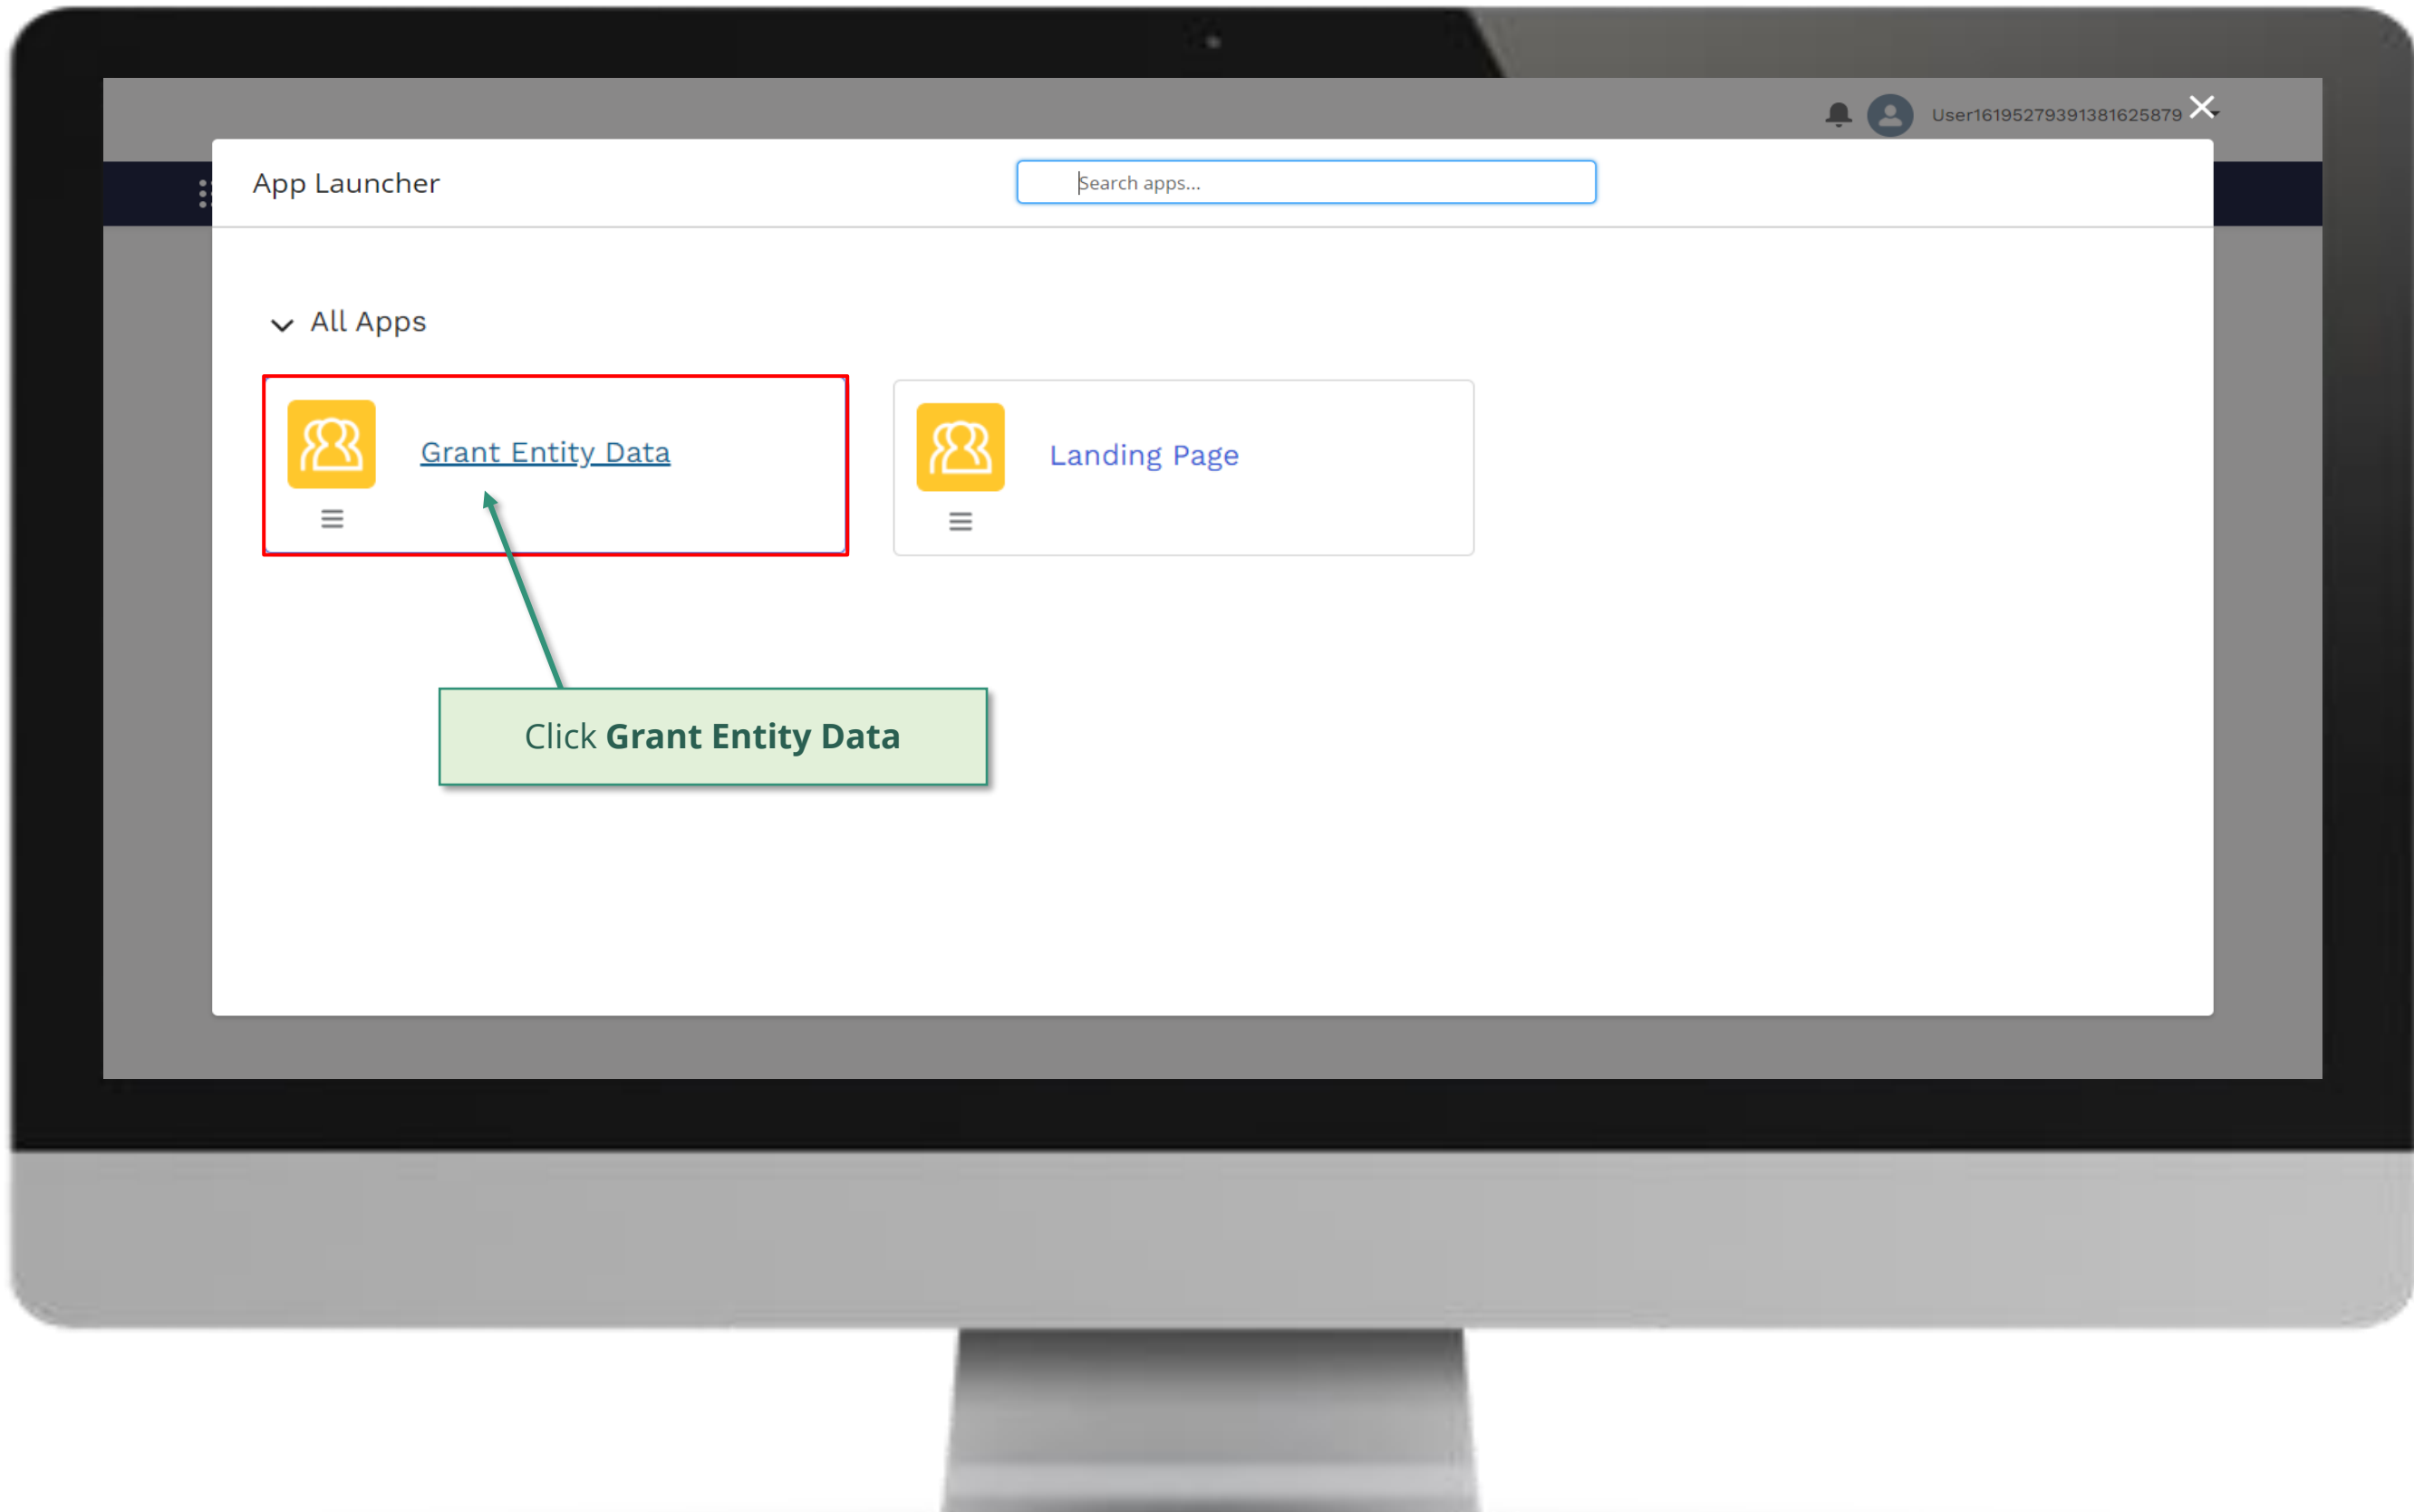 User16195279391381625879
App Launcher
Search apps...
All Apps
Grant Entity Data
Landing Page
Click Grant Entity Data